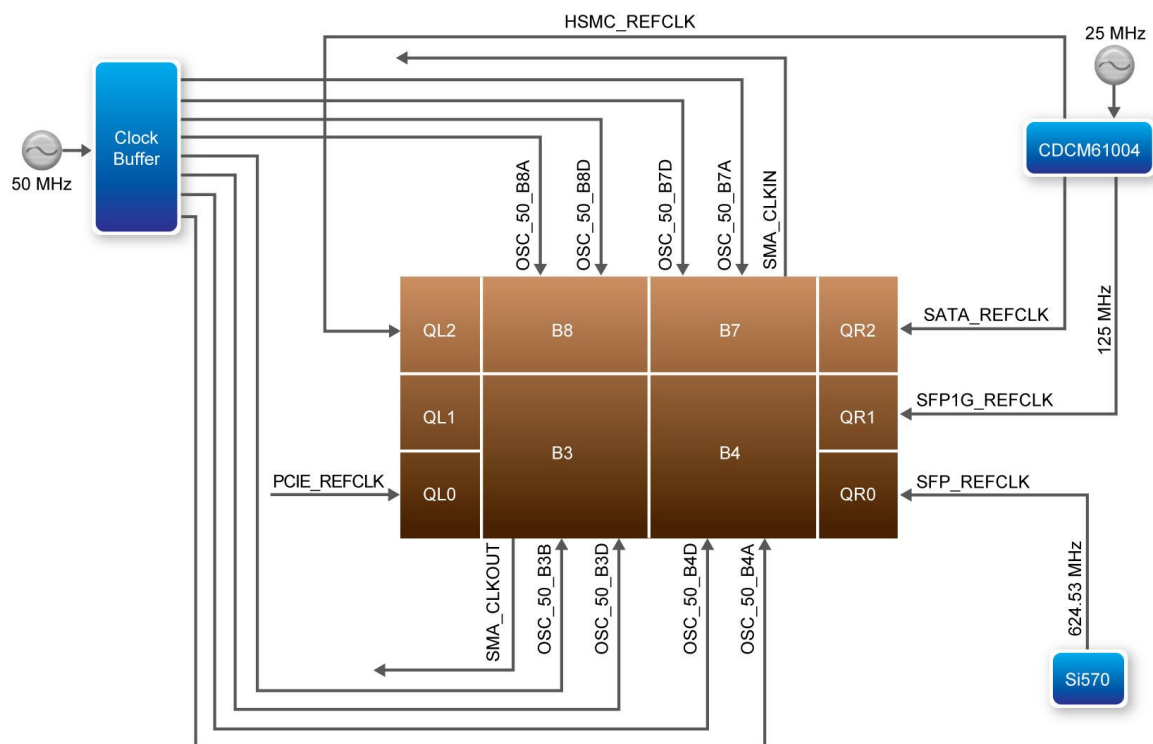 HSMC_REFCLK
25 MHz
Clock
Buffer
50 MHz
CDCM61004
OSC_50_B8A
OSC_50_B8D
OSC_50_B7D
OSC_50_B7A
SMA_CLKIN
QL2
B8
B7
QR2
SATA_REFCLK
125 MHz
QL1
B3
B4
QR1
SFP1G_REFCLK
PCIE_REFCLK
QL0
QR0
SFP_REFCLK
SMA_CLKOUT
OSC_50_B3B
OSC_50_B3D
OSC_50_B4D
OSC_50_B4A
624.53 MHz
Si570